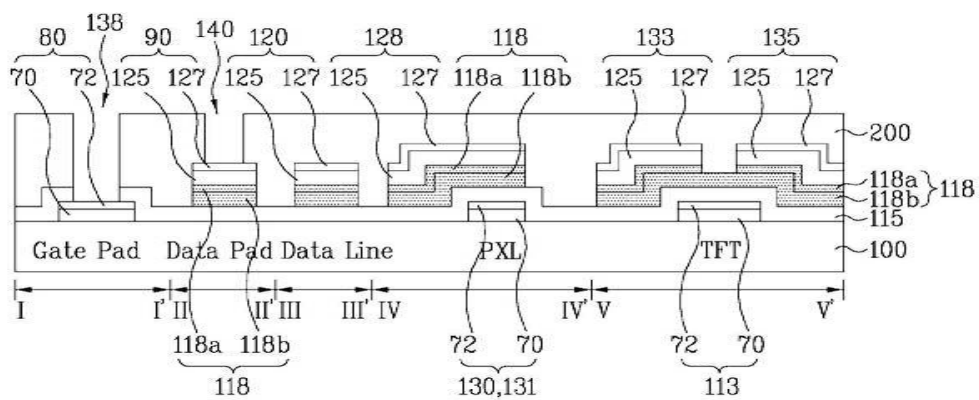 138 140
80 90 120 128 118 133 135
70 72 125 127 125 127 125 127 118a 118b 125 127 125 127
200
118a
118b
118
115
100
Gate Pad Data Pad Data Line PXL TFT
I I' II II' III III' IV IV' V V'
118a 118b 72 70 72 70
118 130,131 113